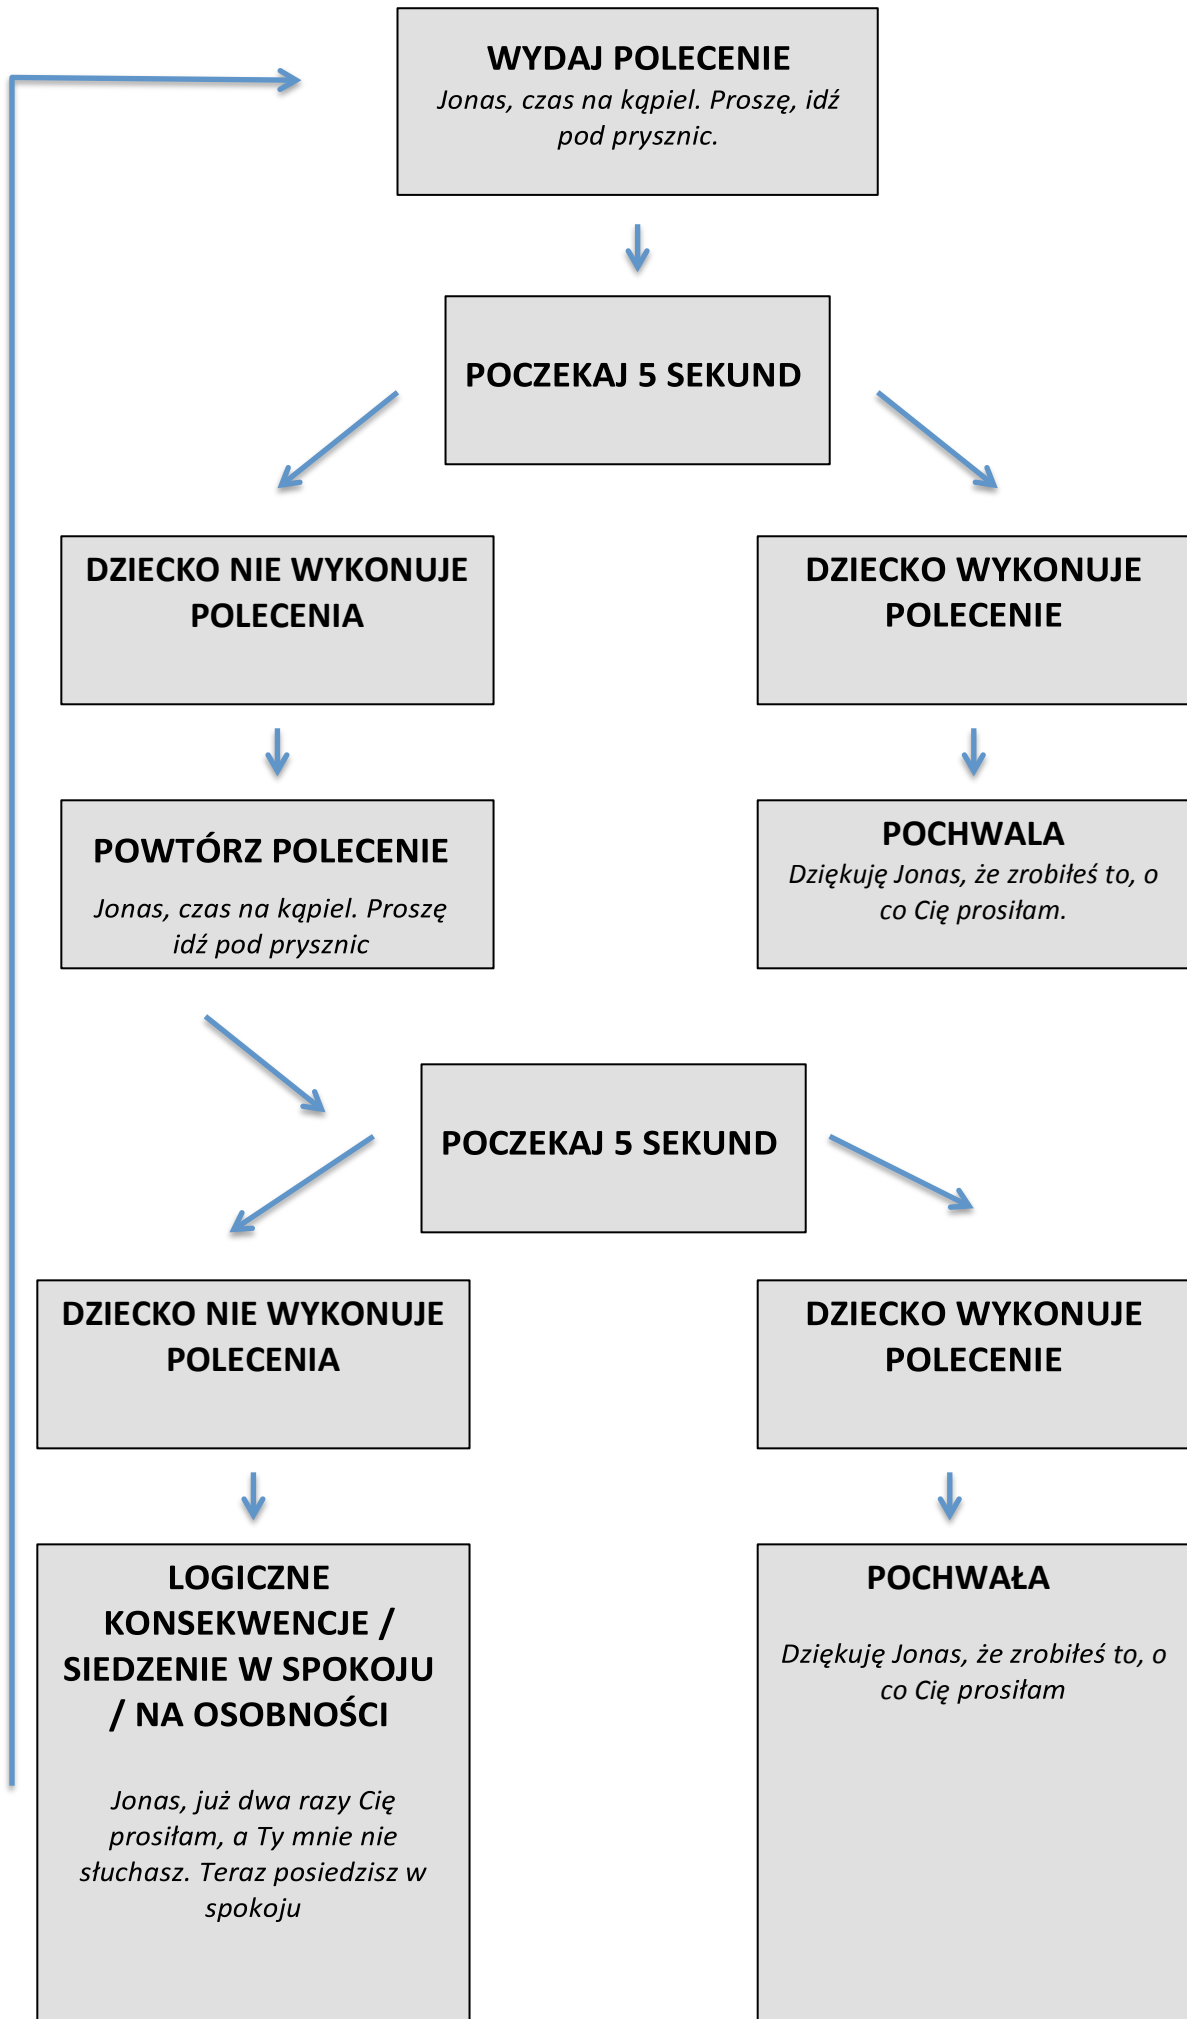 WYDAJ POLECENIE
Jonas, czas na kąpiel. Proszę, idź
pod prysznic.
POCZEKAJ 5 SEKUND
DZIECKO NIE WYKONUJE
POLECENIA
DZIECKO WYKONUJE
POLECENIE
POWTÓRZ POLECENIE
Jonas, czas na kąpiel. Proszę
idź pod prysznic
POCHWALA
Dziękuję Jonas, że zrobiłeś to, o
co Cię prosiłam.
POCZEKAJ 5 SEKUND
DZIECKO NIE WYKONUJE
POLECENIA
DZIECKO WYKONUJE
POLECENIE
LOGICZNE
KONSEKWENCJE /
SIEDZENIE W SPOKOJU
/ NA OSOBNOŚCI
Jonas, już dwa razy Cię
prosiłam, a Ty mnie nie
słuchasz. Teraz posiedzisz w
spokoju
POCHWAŁA
Dziękuję Jonas, że zrobiłeś to, o
co Cię prosiłam